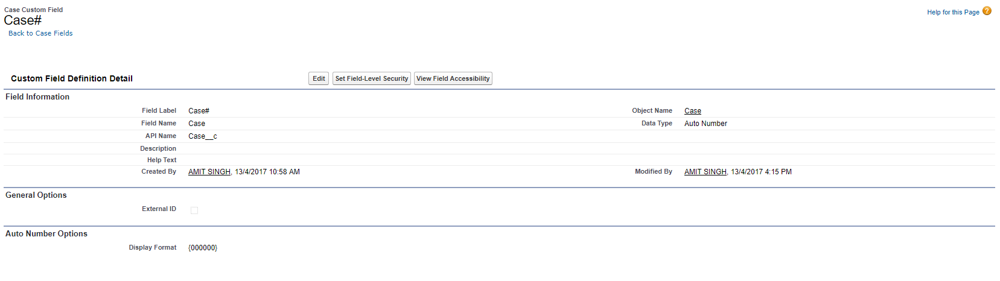 Case Custom Field
Case#
Back to Case Fields
Help for this Page ?
Custom Field Definition Detail Edit Set Field-Level Security View Field Accessibility
Field Information
Field Label Case# Object Name Case
Field Name Case Data Type Auto Number
API Name Case__c
Description
Help Text
Created By AMIT SINGH, 13/4/2017 10:58 AM Modified By AMIT SINGH, 13/4/2017 4:15 PM
General Options
External ID
Auto Number Options
Display Format {000000}